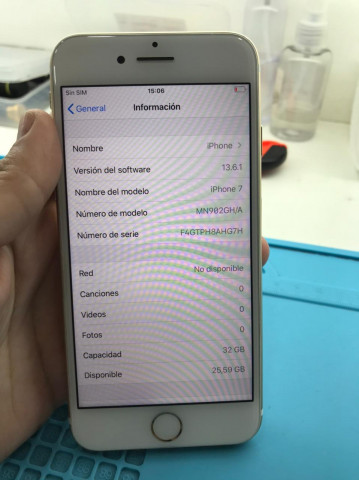 Sin SIM 15:06
General Información
Nombre iPhone
Versión del software 13.6.1
Nombre del modelo iPhone 7
Número de modelo MN902GH/A
Número de serie F4GTPH8AHG7H
Red No disponible
Canciones 0
Videos 0
Fotos 0
Capacidad 32 GB
Disponible 25,59 GB